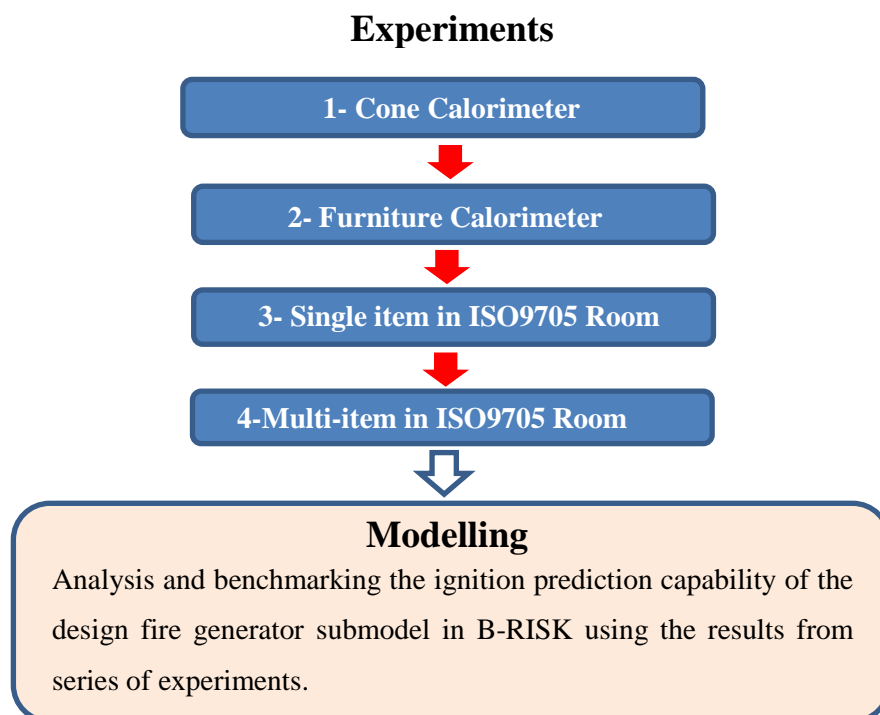 Experiments
1- Cone Calorimeter
2- Furniture Calorimeter
3- Single item in ISO9705 Room
4-Multi-item in ISO9705 Room
Modelling
Analysis and benchmarking the ignition prediction capability of the
design fire generator submodel in B-RISK using the results from
series of experiments.